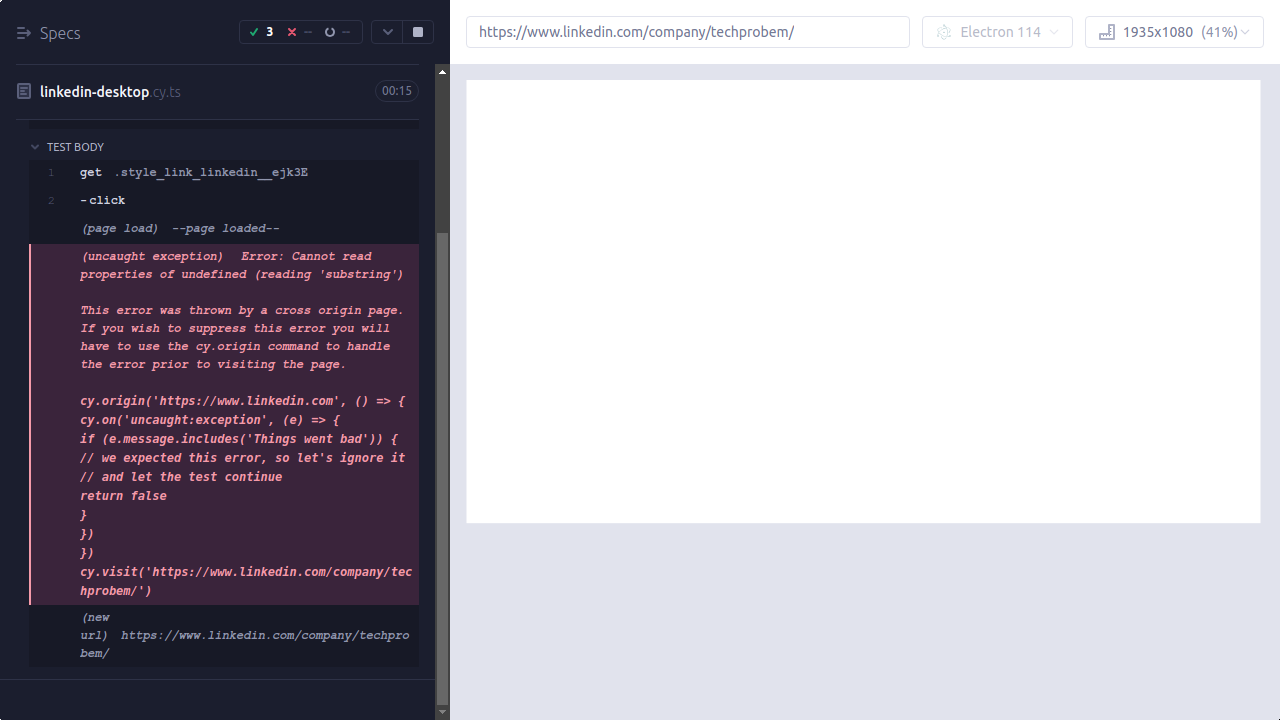 Specs
3
--
--
https://www.linkedin.com/company/techprobem/
Electron 114
1935x1080 (41%)
linkedin-desktop.cy.ts
00:15
TEST BODY
1 get .style_link_linkedin__ejk3E
2 -click
(page load) --page loaded--
(uncaught exception) Error: Cannot read
properties of undefined (reading 'substring')
This error was thrown by a cross origin page.
If you wish to suppress this error you will
have to use the cy.origin command to handle
the error prior to visiting the page.
cy.origin('https://www.linkedin.com', () => {
cy.on('uncaught:exception', (e) => {
if (e.message.includes('Things went bad')) {
// we expected this error, so let's ignore it
// and let the test continue
return false
}
})
})
cy.visit('https://www.linkedin.com/company/tec
hprobem/')
(new
url) https://www.linkedin.com/company/techpro
bem/